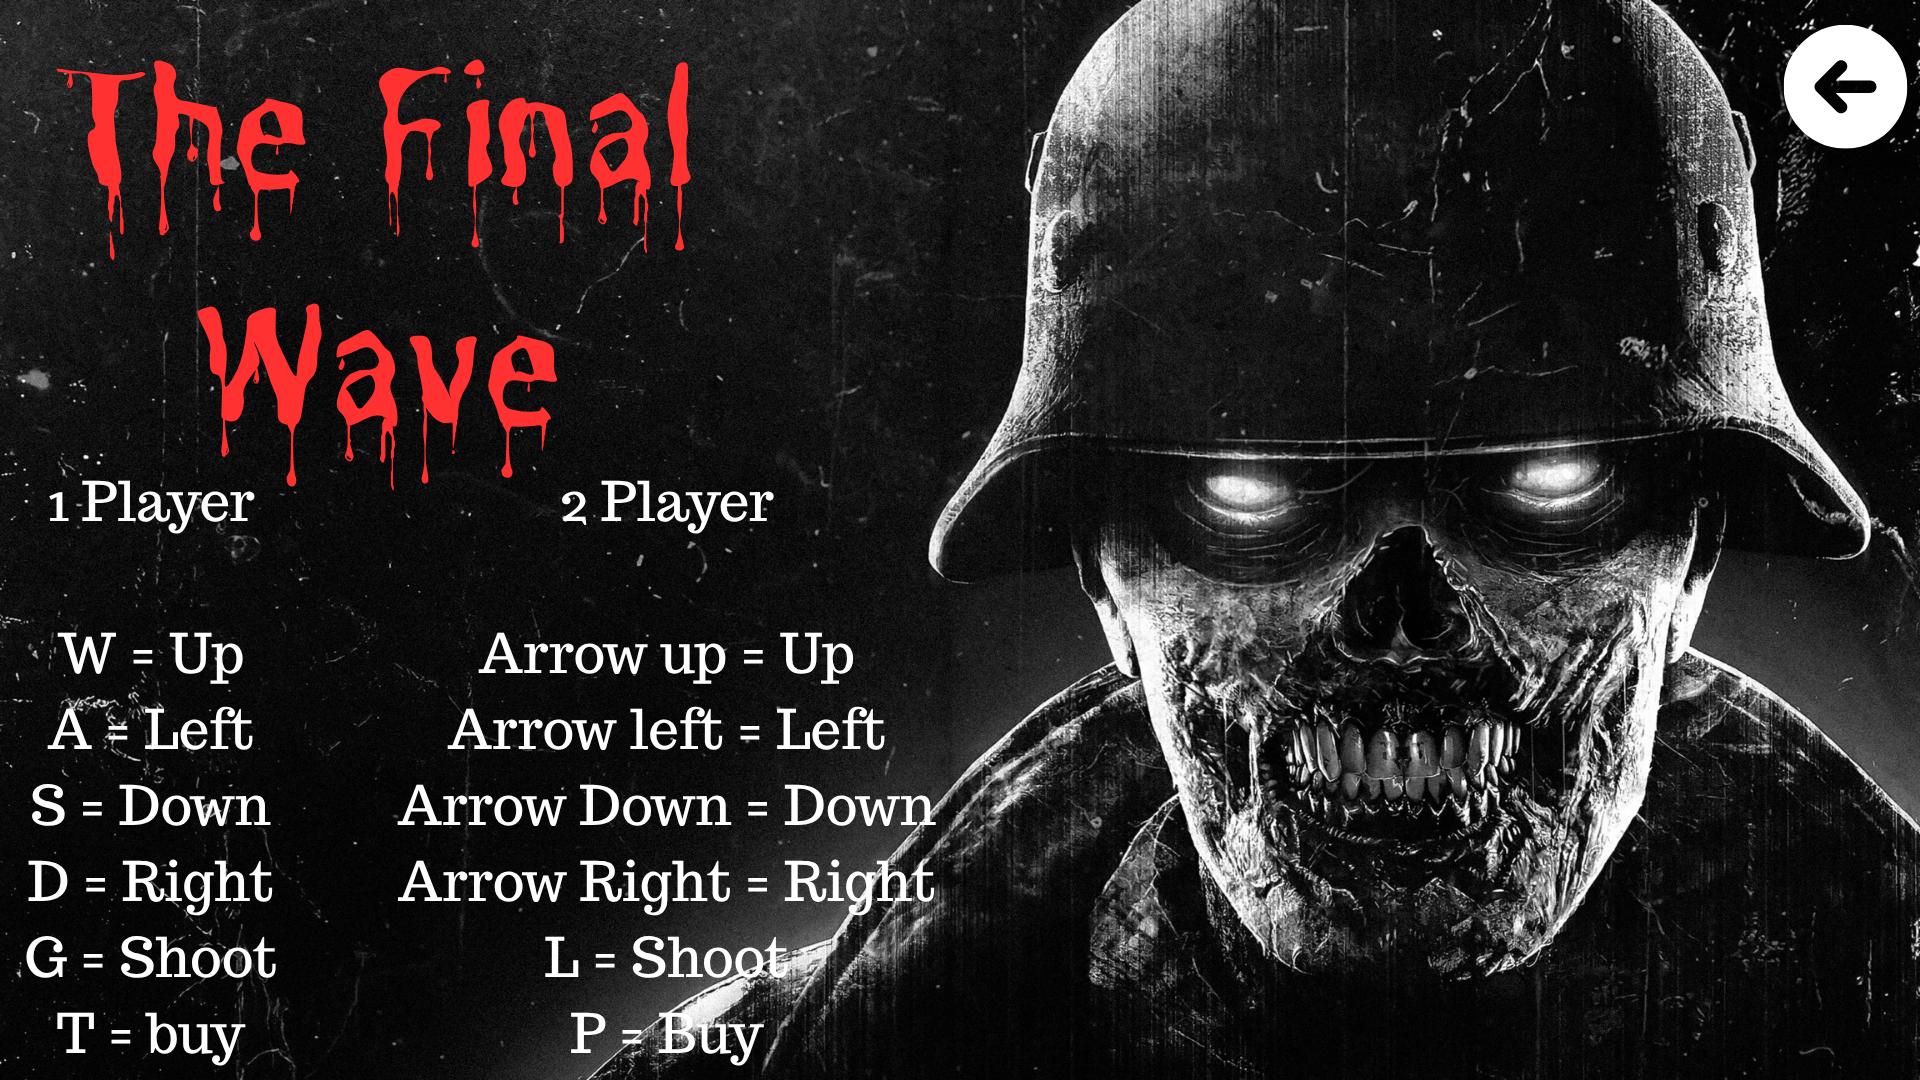 The Final
Wave
1 Player
2 Player
W = Up
A = Left
S = Down
D = Right
G = Shoot
T = buy
Arrow up = Up
Arrow left = Left
Arrow Down = Down
Arrow Right = Right
L = Shoot
P = Buy